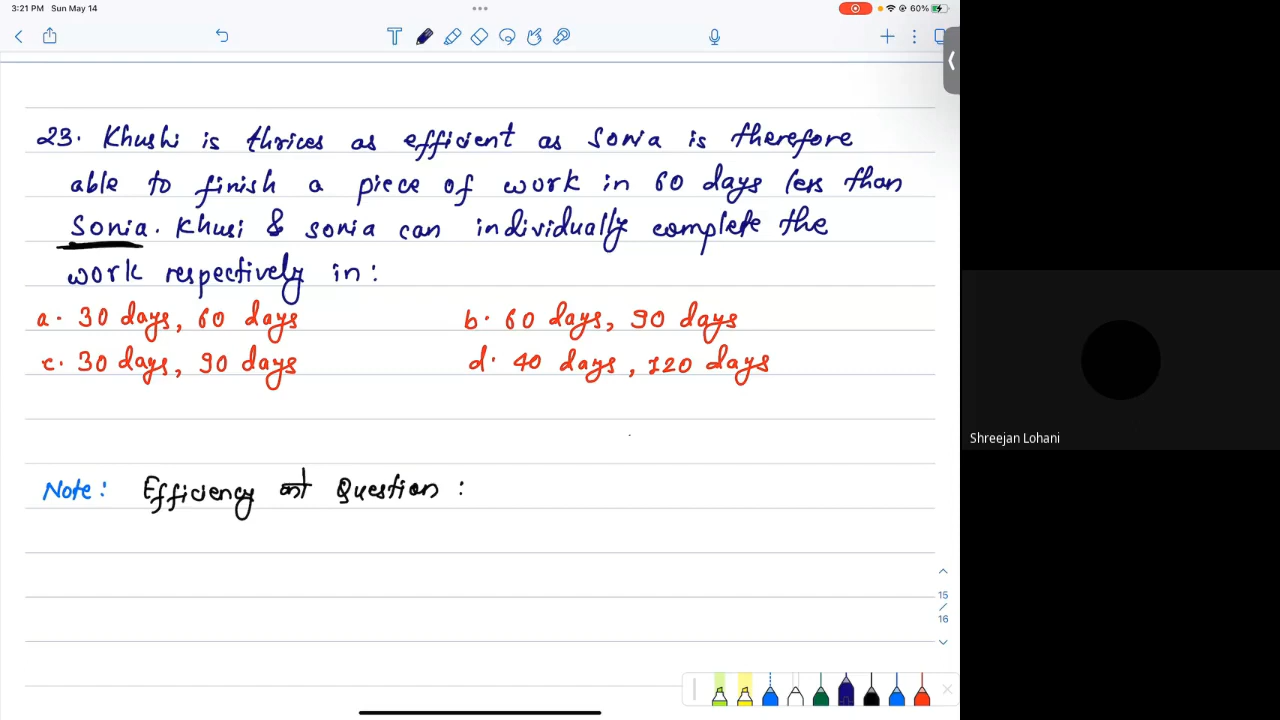 3:21 PM Sun May 14
60%
23. Khushi is thrices as efficient as Sonia is therefore
able to finish a piece of work in 60 days less than
Sonia. Khusi & sonia can individually complete the
work respectively in:
a. 30 days, 60 days b. 60 days, 90 days
c. 30 days, 90 days d. 40 days, 120 days
Note: Efficiency Question:
15
/
16
Shreejan Lohani